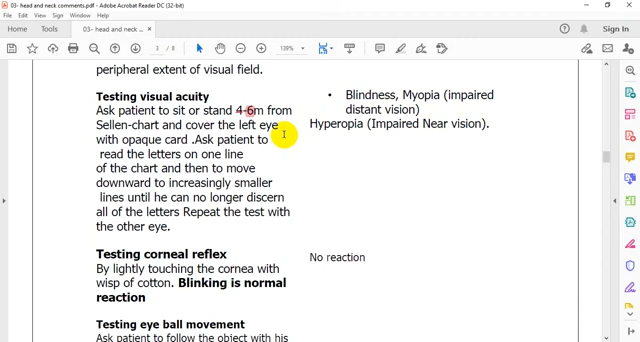 03- head and neck comments.pdf - Adobe Acrobat Reader DC (32-bit)
File Edit View Sign Window Help
Home Tools 03- head and neck ... × Sign In
3 / 8 139%
peripheral extent of visual field.
Testing visual acuity
Ask patient to sit or stand 4-6m from
Sellen-chart and cover the left eye
with opaque card .Ask patient to
read the letters on one line
of the chart and then to move
downward to increasingly smaller
lines until he can no longer discern
all of the letters Repeat the test with
the other eye.
• Blindness, Myopia (impaired
distant vision)
Hyperopia (Impaired Near vision).
Testing corneal reflex
By lightly touching the cornea with
wisp of cotton. Blinking is normal
reaction
No reaction
Testing eye ball movement
Ask patient to follow the object with his